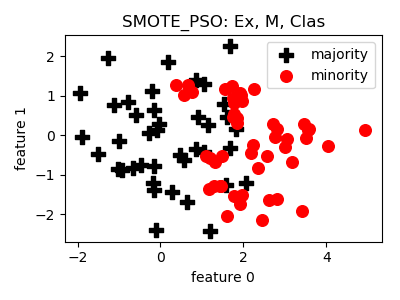 SMOTE_PSO: Ex, M, Clas
majority
minority
2
1
0
−1
−2
feature 1
−2
0
2
4
feature 0